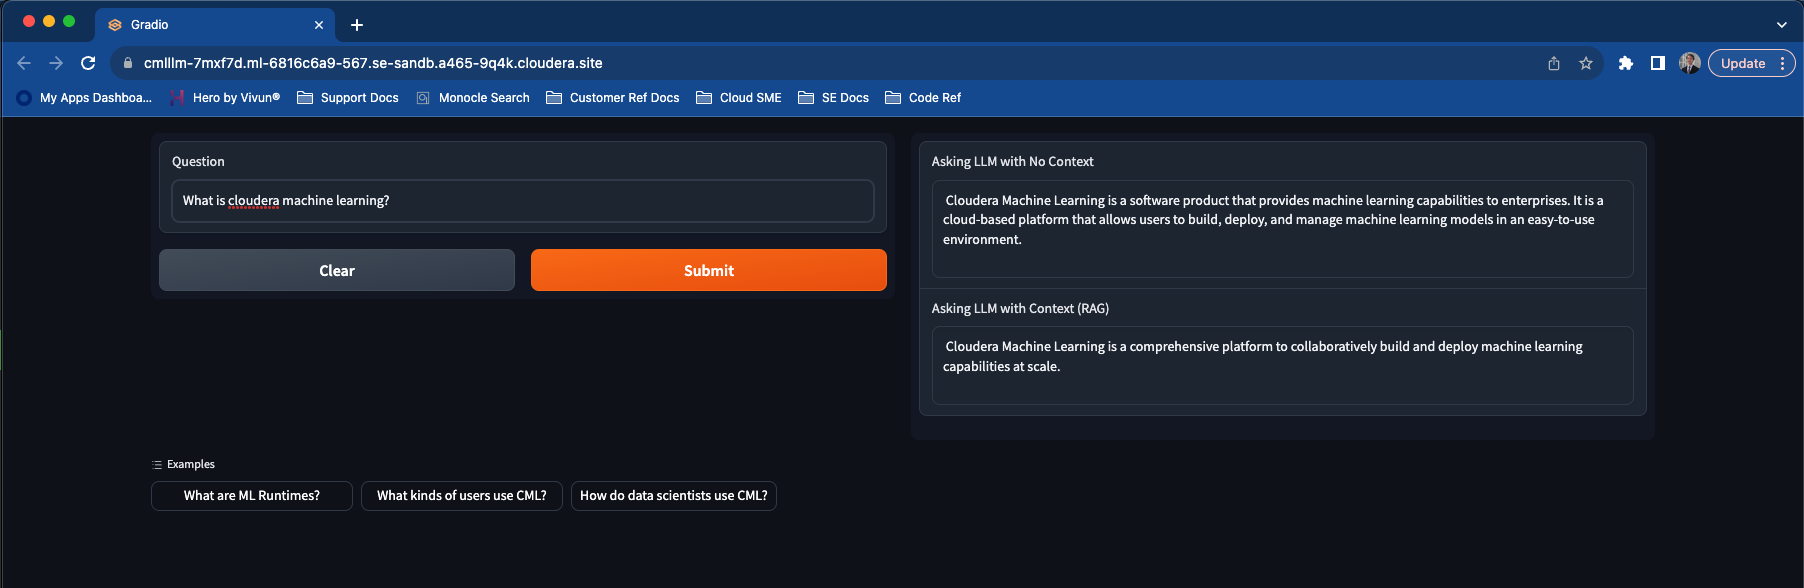 Gradio
cmlllm-7mxf7d.ml-6816c6a9-567.se-sandb.a465-9q4k.cloudera.site
Update
My Apps Dashboa...
Hero by Vivun®
Support Docs
Monocle Search
Customer Ref Docs
Cloud SME
SE Docs
Code Ref
Question
What is cloudera machine learning?
Clear
Submit
Asking LLM with No Context
Cloudera Machine Learning is a software product that provides machine learning capabilities to enterprises. It is a
cloud-based platform that allows users to build, deploy, and manage machine learning models in an easy-to-use
environment.
Asking LLM with Context (RAG)
Cloudera Machine Learning is a comprehensive platform to collaboratively build and deploy machine learning
capabilities at scale.
Examples
What are ML Runtimes?
What kinds of users use CML?
How do data scientists use CML?